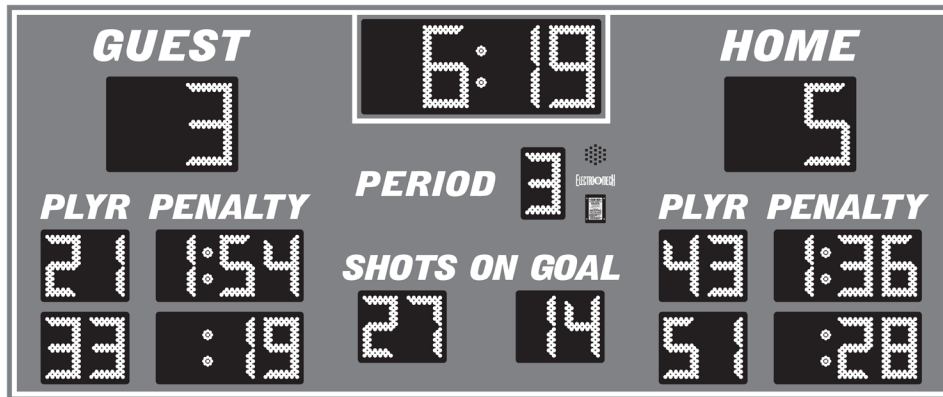 GUEST 6:19 HOME
3 5
PERIOD 3
ELECTRO-MECH
PLYR PENALTY PLYR PENALTY
21 1:54 43 1:36
SHOTS ON GOAL
27 14
33 :19 51 :28